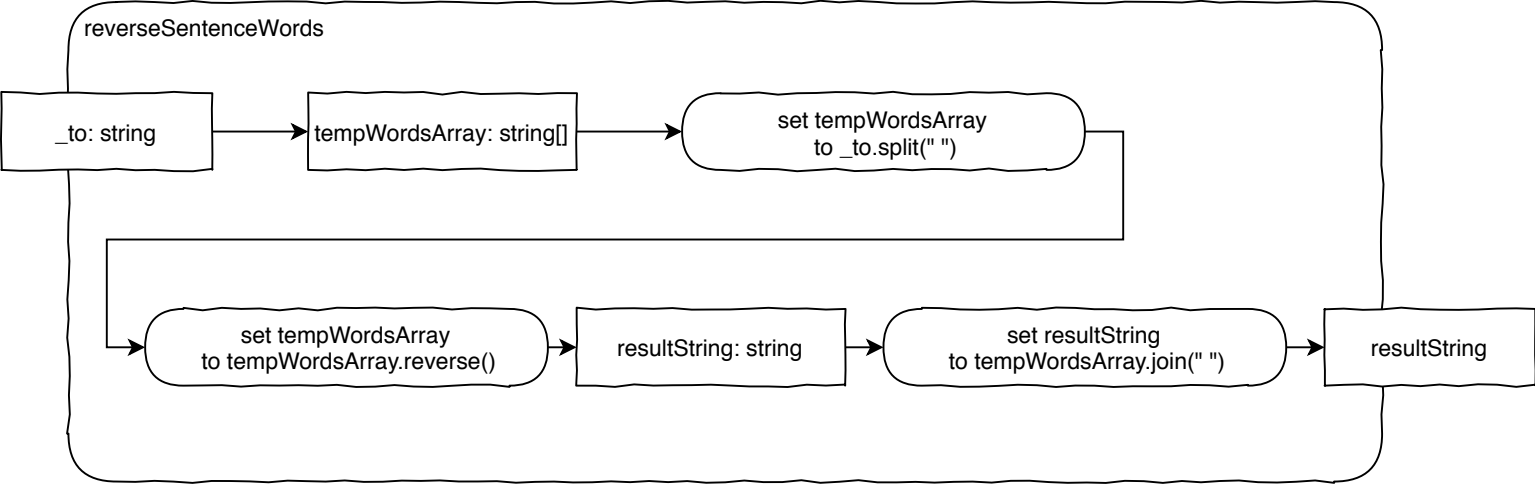 reverseSentenceWords
_to: string
tempWordsArray: string[]
set tempWordsArray
to _to.split(" ")
set tempWordsArray
to tempWordsArray.reverse()
resultString: string
set resultString
to tempWordsArray.join(" ")
resultString